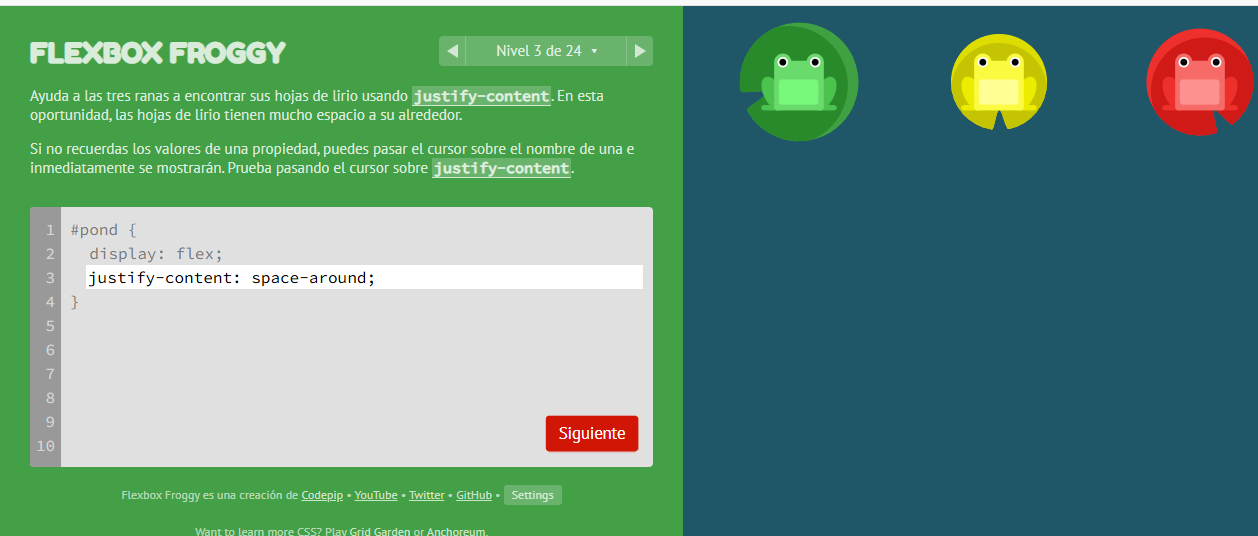 FLEXBOX FROGGY
Nivel 3 de 24
Ayuda a las tres ranas a encontrar sus hojas de lirio usando justify-content. En esta
oportunidad, las hojas de lirio tienen mucho espacio a su alrededor.
Si no recuerdas los valores de una propiedad, puedes pasar el cursor sobre el nombre de una e
inmediatamente se mostrarán. Prueba pasando el cursor sobre justify-content.
1 #pond {
2 display: flex;
3 justify-content: space-around;
4 }
5
6
7
8
9
10
Siguiente
Flexbox Froggy es una creación de Codepip • YouTube • Twitter • GitHub • Settings
Want to learn more CSS? Play Grid Garden or Anchoreum.